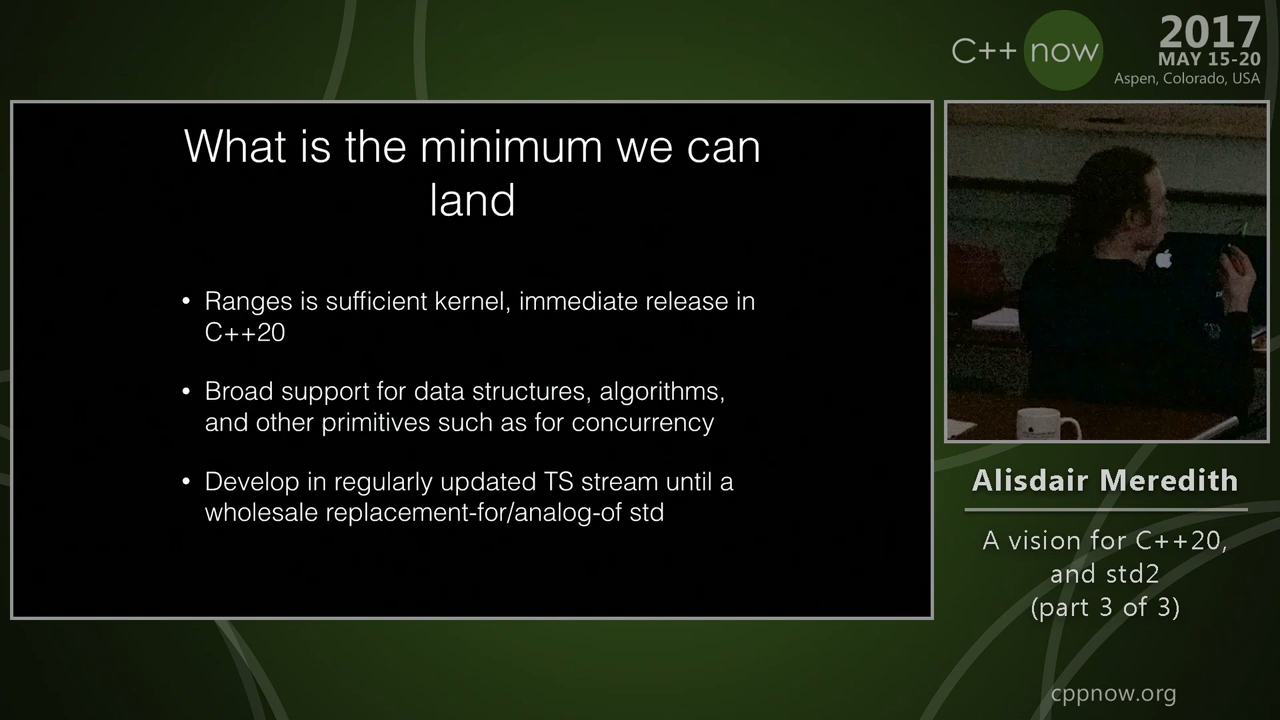 C++ now
2017
MAY 15-20
Aspen, Colorado, USA
What is the minimum we can
land
• Ranges is sufficient kernel, immediate release in
C++20
• Broad support for data structures, algorithms,
and other primitives such as for concurrency
• Develop in regularly updated TS stream until a
wholesale replacement-for/analog-of std
Alisdair Meredith
A vision for C++20,
and std2
(part 3 of 3)
cppnow.org